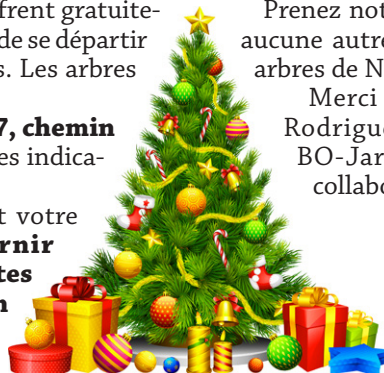 frent gratuite-
de se départir
s. Les arbres
7, chemin
es indica-
t votre
rnir
tes
n
Prenez not
aucune autre
arbres de N
Merci
Rodrigue
BO-Jar
collabo